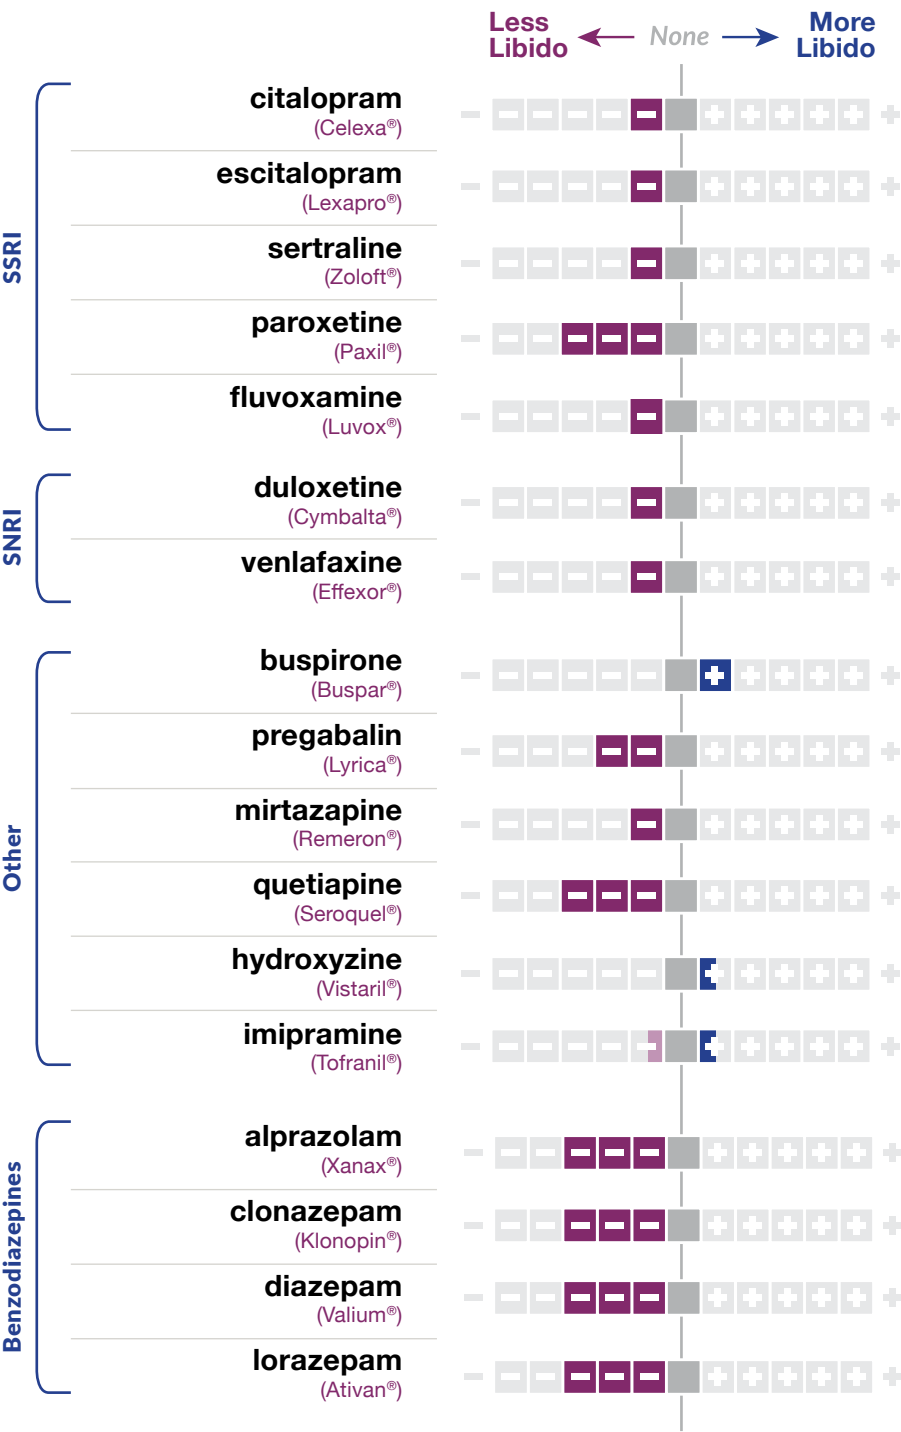 Less
Libido
None
More
Libido
SSRI
citalopram
(Celexa®)
escitalopram
(Lexapro®)
sertraline
(Zoloft®)
paroxetine
(Paxil®)
fluvoxamine
(Luvox®)
SNRI
duloxetine
(Cymbalta®)
venlafaxine
(Effexor®)
Other
buspirone
(Buspar®)
pregabalin
(Lyrica®)
mirtazapine
(Remeron®)
quetiapine
(Seroquel®)
hydroxyzine
(Vistaril®)
imipramine
(Tofranil®)
Benzodiazepines
alprazolam
(Xanax®)
clonazepam
(Klonopin®)
diazepam
(Valium®)
lorazepam
(Ativan®)